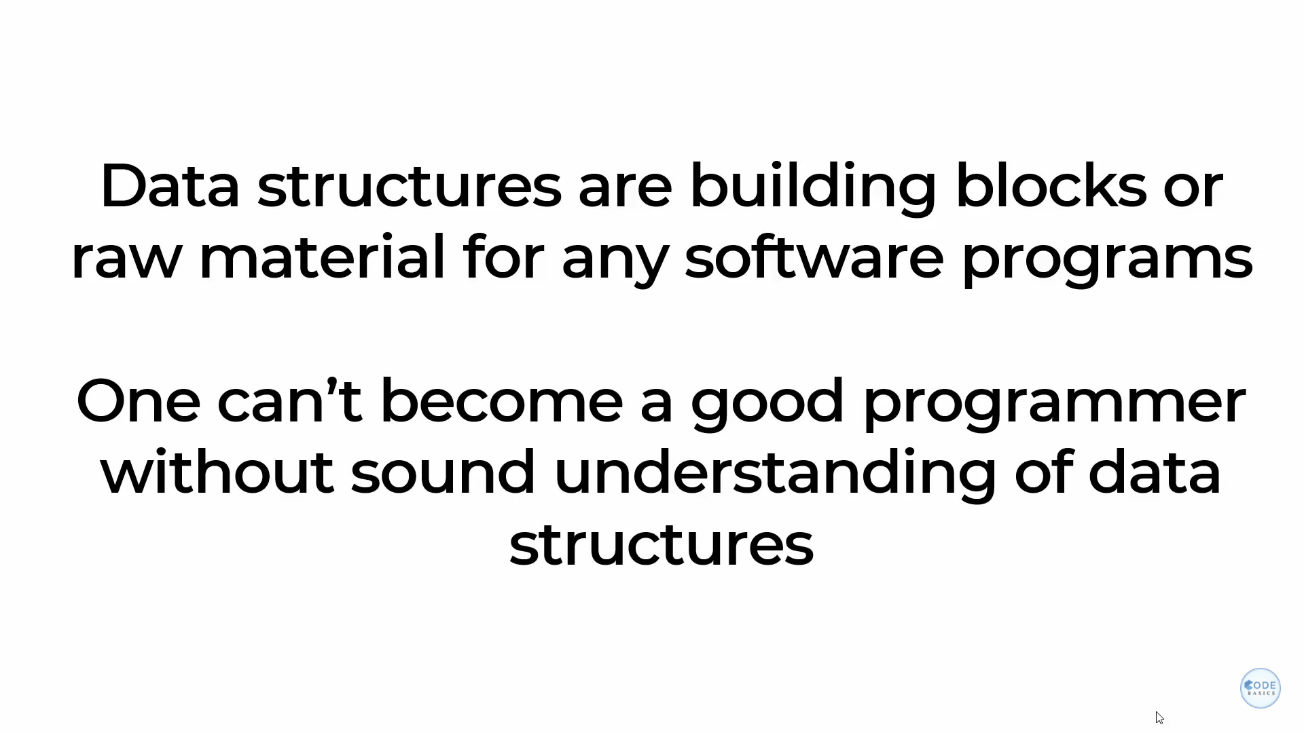 Data structures are building blocks or
raw material for any software programs
One can’t become a good programmer
without sound understanding of data
structures
CODE
BASICS